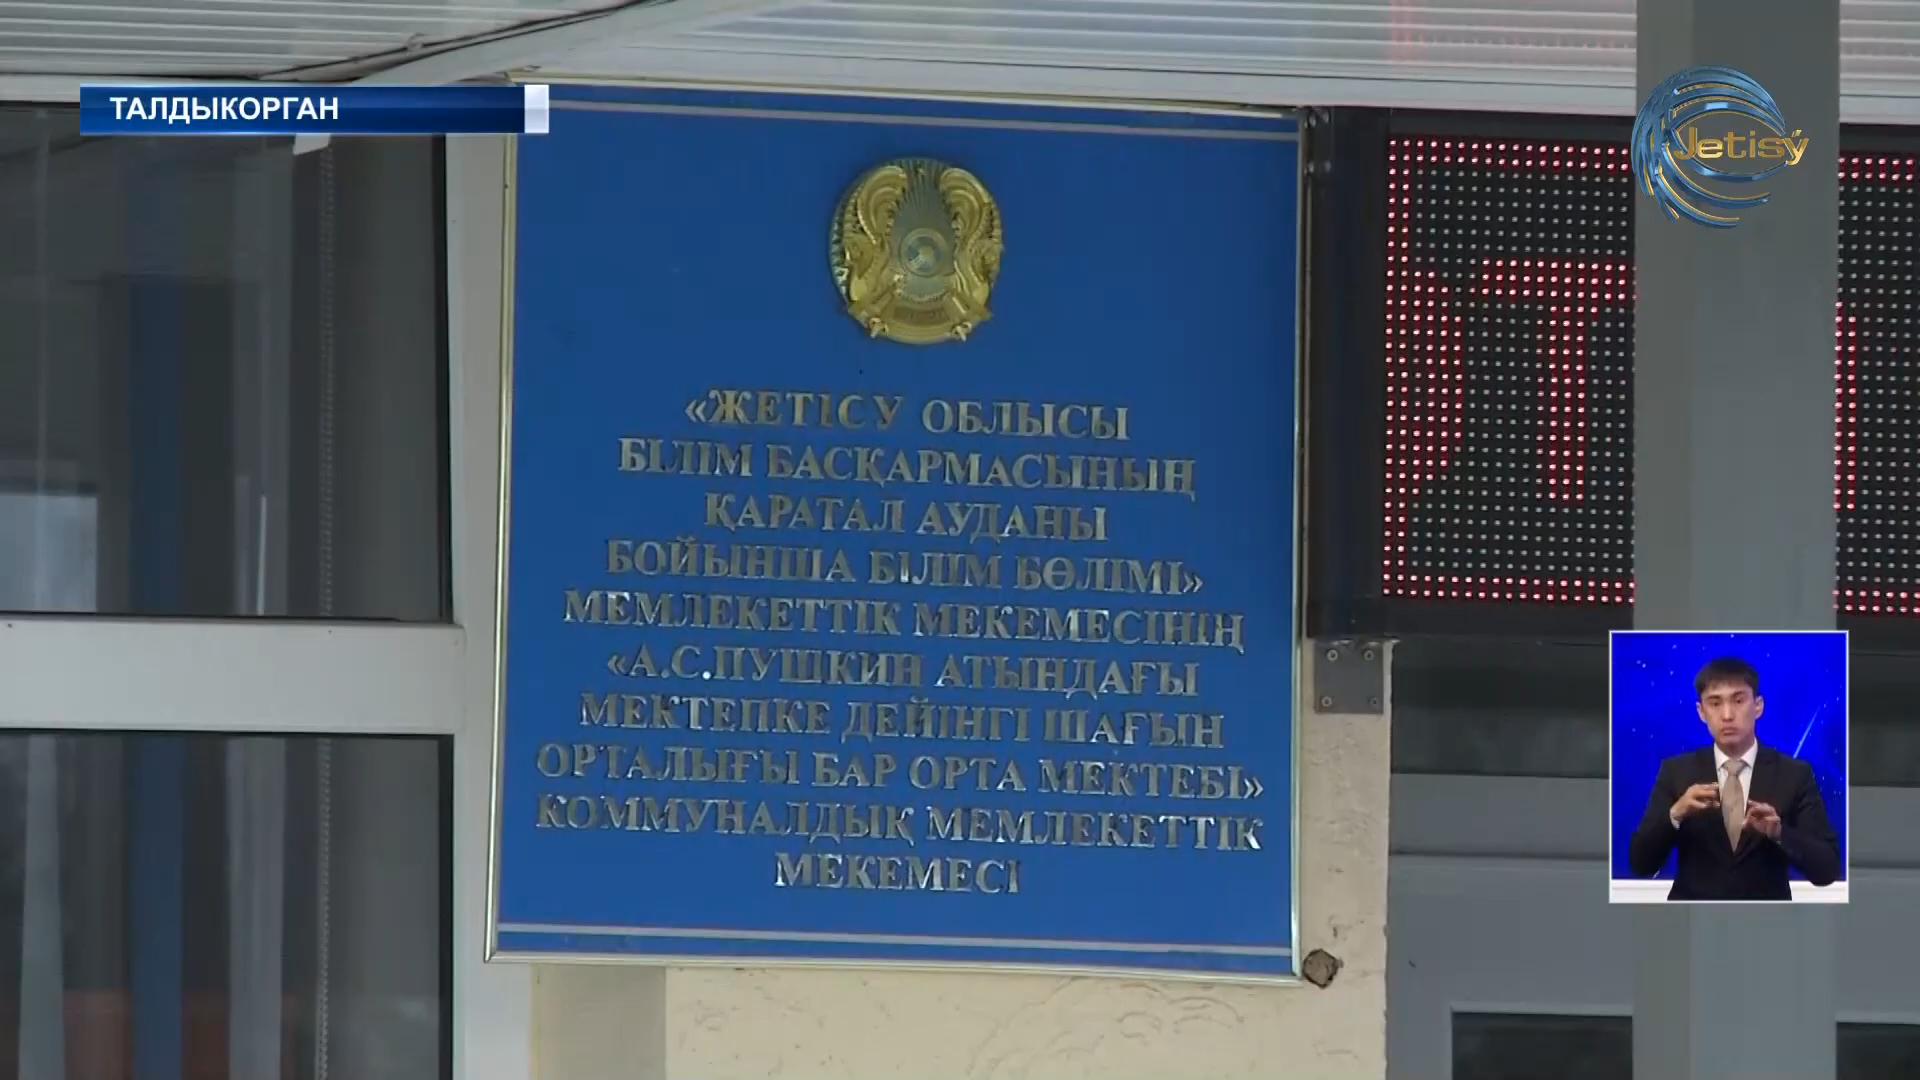 ТАЛДЫКОРГАН
Jetisý
«ЖЕТІСУ ОБЛЫСЫ
БІЛІМ БАСҚАРМАСЫНЫҢ
ҚАРАТАЛ АУДАНЫ
БОЙЫНША БІЛІМ БӨЛІМІ»
МЕМЛЕКЕТТІК МЕКЕМЕСІНІҢ
«А.С.ПУШКИН АТЫНДАҒЫ
МЕКТЕПКЕ ДЕЙІНГІ ШАҒЫН
ОРТАЛЫҒЫ БАР ОРТА МЕКТЕБІ»
КОММУНАЛДЫҚ МЕМЛЕКЕТТІК
МЕКЕМЕСІ